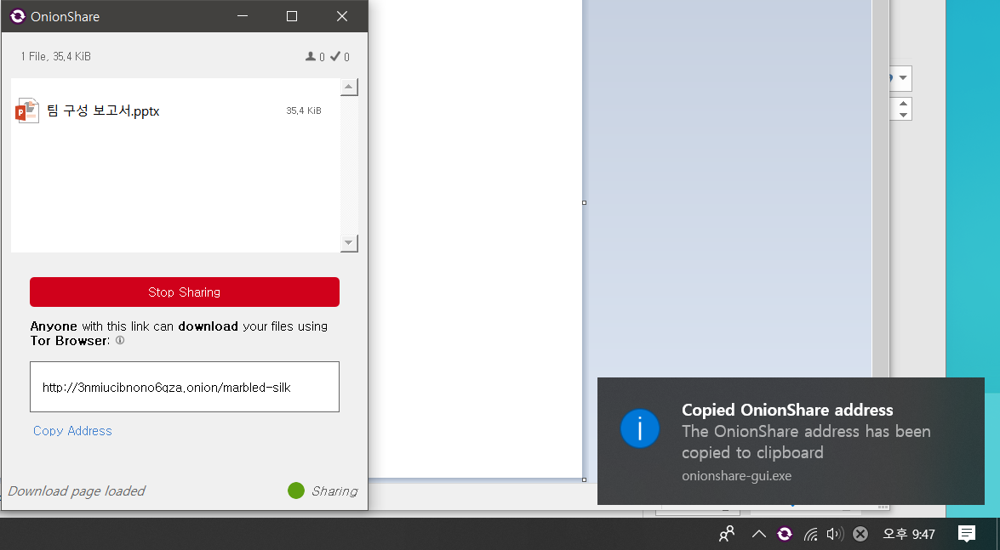 OnionShare
1 File, 35.4 KiB
0 0
팀 구성 보고서.pptx
35.4 KiB
Stop Sharing
Anyone with this link can download your files using
Tor Browser:
http://3nmiucibnono6qza.onion/marbled-silk
Copy Address
Download page loaded
Sharing
Copied OnionShare address
The OnionShare address has been
copied to clipboard
onionshare-gui.exe
오후 9:47